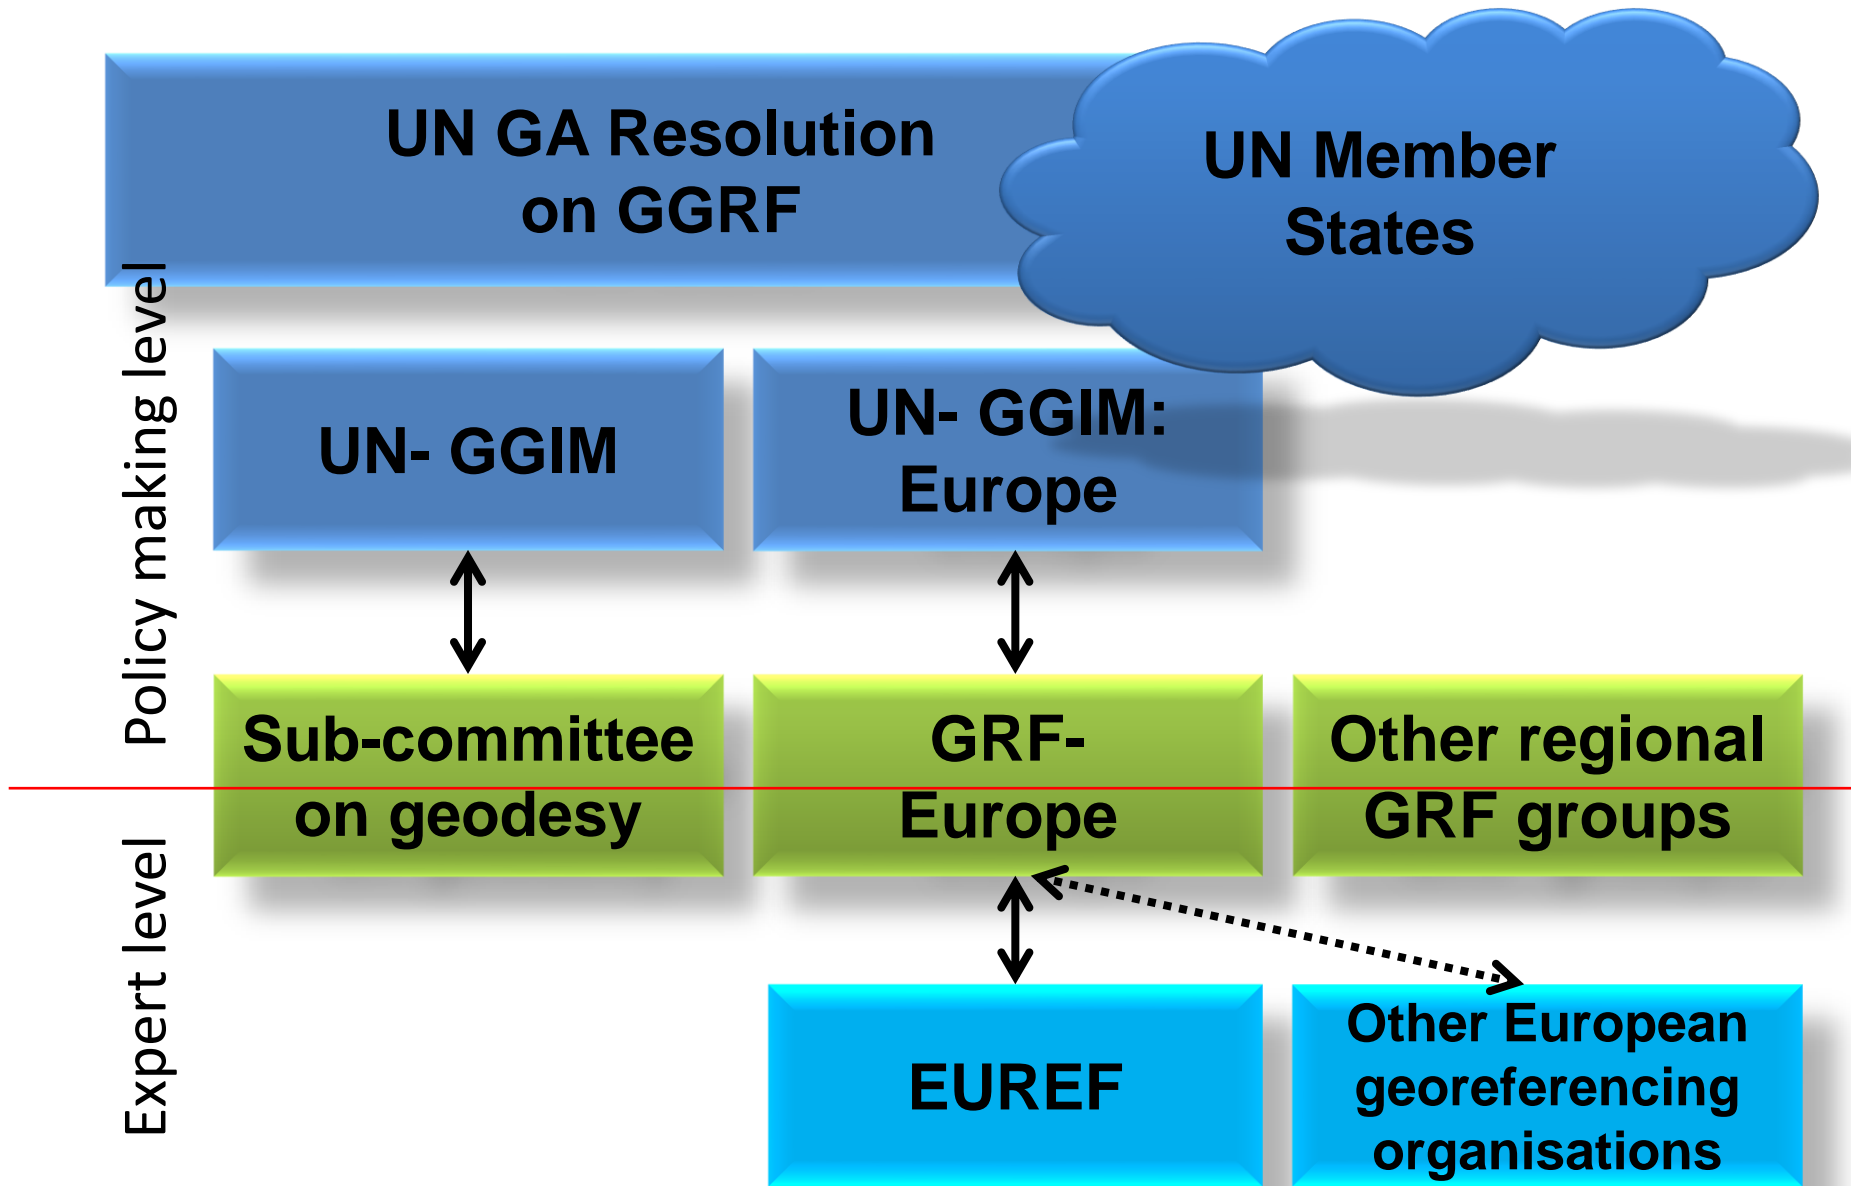 UN GA Resolution
on GGRF
UN Member
States
Policy making level
UN- GGIM
UN- GGIM:
Europe
Sub-committee
on geodesy
GRF-
Europe
Other regional
GRF groups
Expert level
EUREF
Other European
georeferencing
organisations